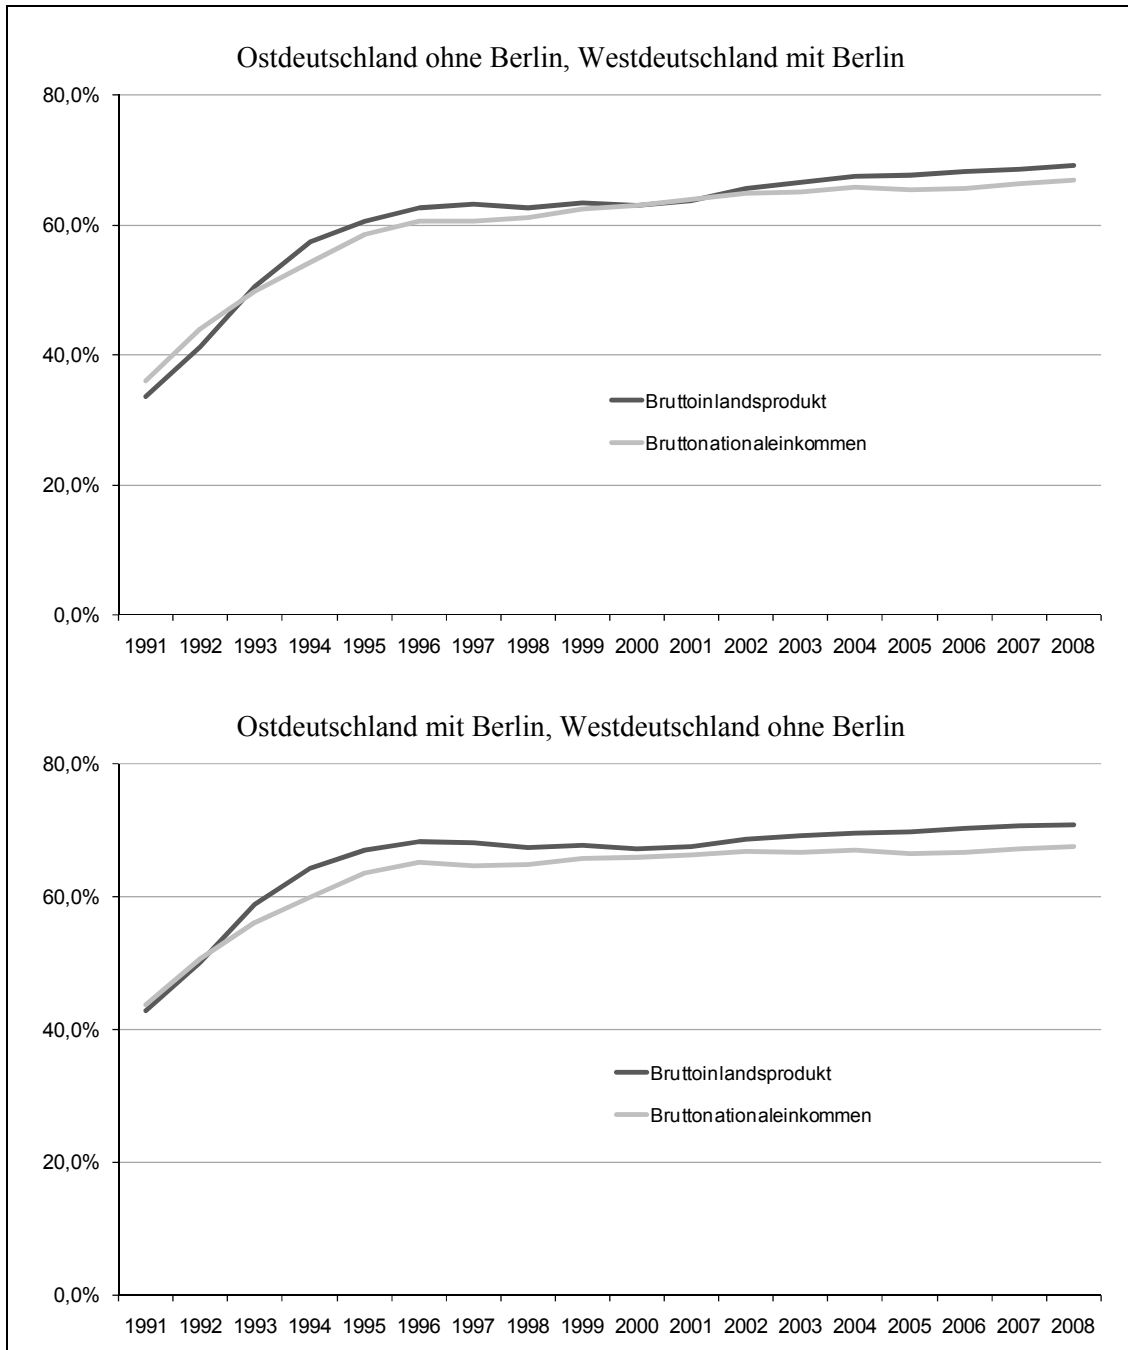 Ostdeutschland ohne Berlin, Westdeutschland mit Berlin
80,0%
60,0%
40,0%
Bruttoinlandsprodukt
Bruttonationaleinkommen
20,0%
0,0%
1991 1992 1993 1994 1995 1996 1997 1998 1999 2000 2001 2002 2003 2004 2005 2006 2007 2008
Ostdeutschland mit Berlin, Westdeutschland ohne Berlin
80,0%
60,0%
40,0%
Bruttoinlandsprodukt
Bruttonationaleinkommen
20,0%
0,0%
1991 1992 1993 1994 1995 1996 1997 1998 1999 2000 2001 2002 2003 2004 2005 2006 2007 2008